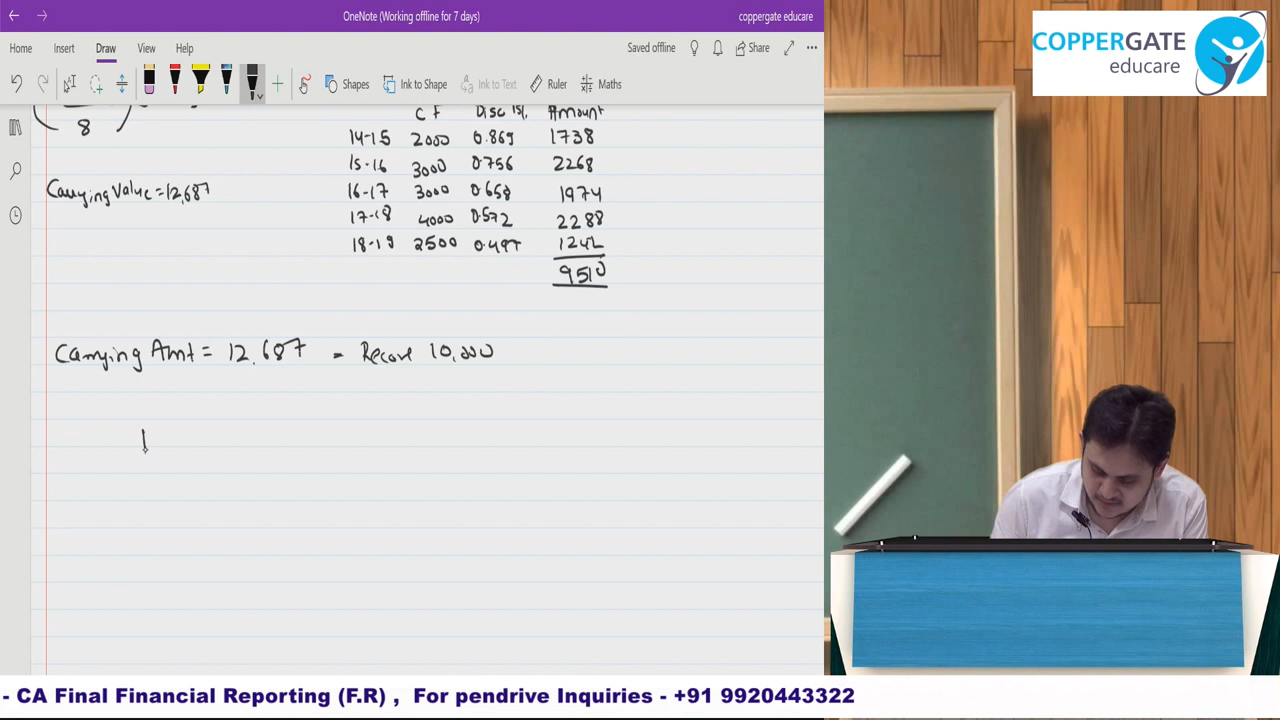 OneNote (Working offline for 7 days)
coppergate educare
Home Insert Draw View Help
Saved offline Share
Shapes Ink to Shape Ink to Text Ruler Maths
COPPERGATE
educare
8
CF Disc 15% Amount
14-15 2000 0.869 1738
15-16 3000 0.756 2268
Carrying Value = 12,687
16-17 3000 0.658 1974
17-18 4000 0.572 2288
18-19 2500 0.497 1242
9510
Carrying Amt = 12,687 - Recove 10,000
- CA Final Financial Reporting (F.R) , For pendrive Inquiries - +91 9920443322